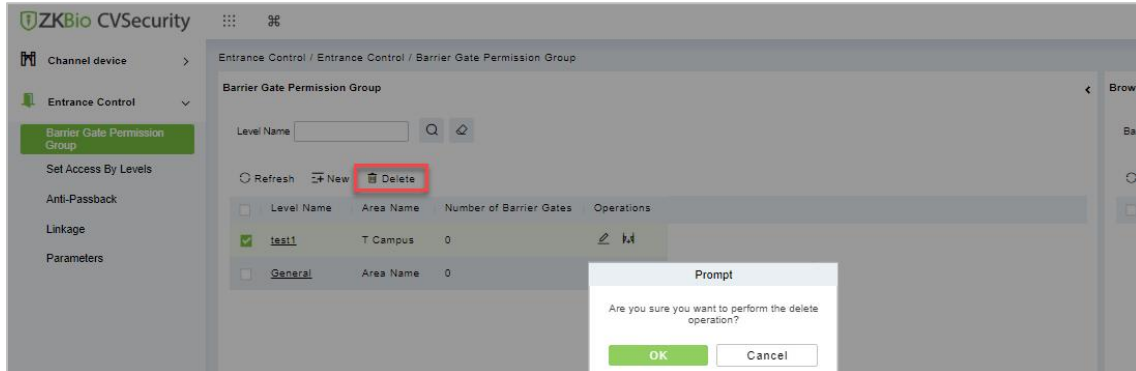 ZKBio CVSecurity
Channel device
Entrance Control
Barrier Gate Permission
Group
Set Access By Levels
Anti-Passback
Linkage
Parameters
Entrance Control / Entrance Control / Barrier Gate Permission Group
Barrier Gate Permission Group
Level Name
Refresh New Delete
Level Name Area Name Number of Barrier Gates Operations
test1 T Campus 0
General Area Name 0
Prompt
Are you sure you want to perform the delete
operation?
OK Cancel
Brow
Ba